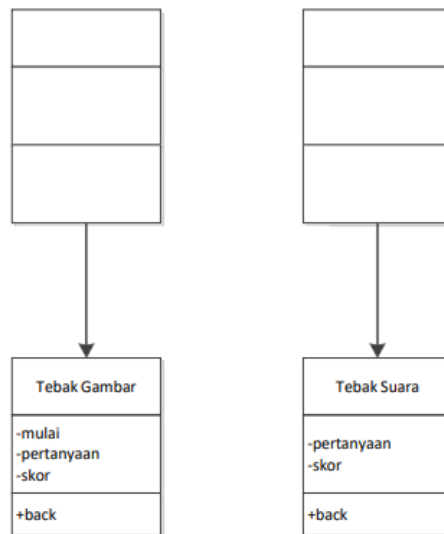 Tebak Gambar
-mulai
-pertanyaan
-skor
+back
Tebak Suara
-pertanyaan
-skor
+back